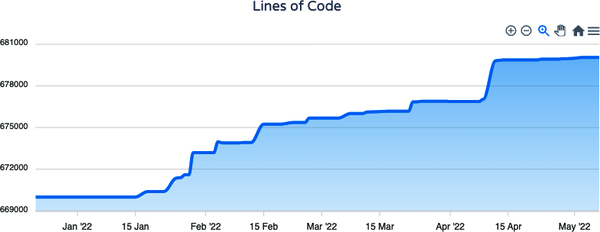 Lines of Code
681000
678000
675000
672000
669000
Jan '22
15 Jan
Feb '22
15 Feb
Mar '22
15 Mar
Apr '22
15 Apr
May '22